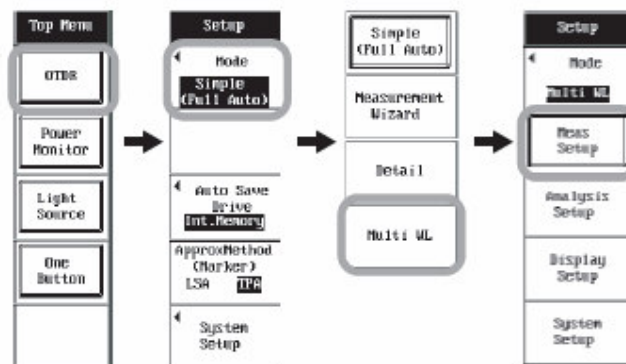 Top Menu
OTDR
Power
Monitor
Light
Source
One
Button
Setup
Mode
Simple
(Full Auto)
Auto Save
Drive
Int.Memory
ApproxMethod
(Marker)
LSA TPA
System
Setup
Simple
(Full Auto)
Measurement
Wizard
Detail
Multi WL
Setup
Mode
Multi WL
Meas
Setup
Analysis
Setup
Display
Setup
System
Setup